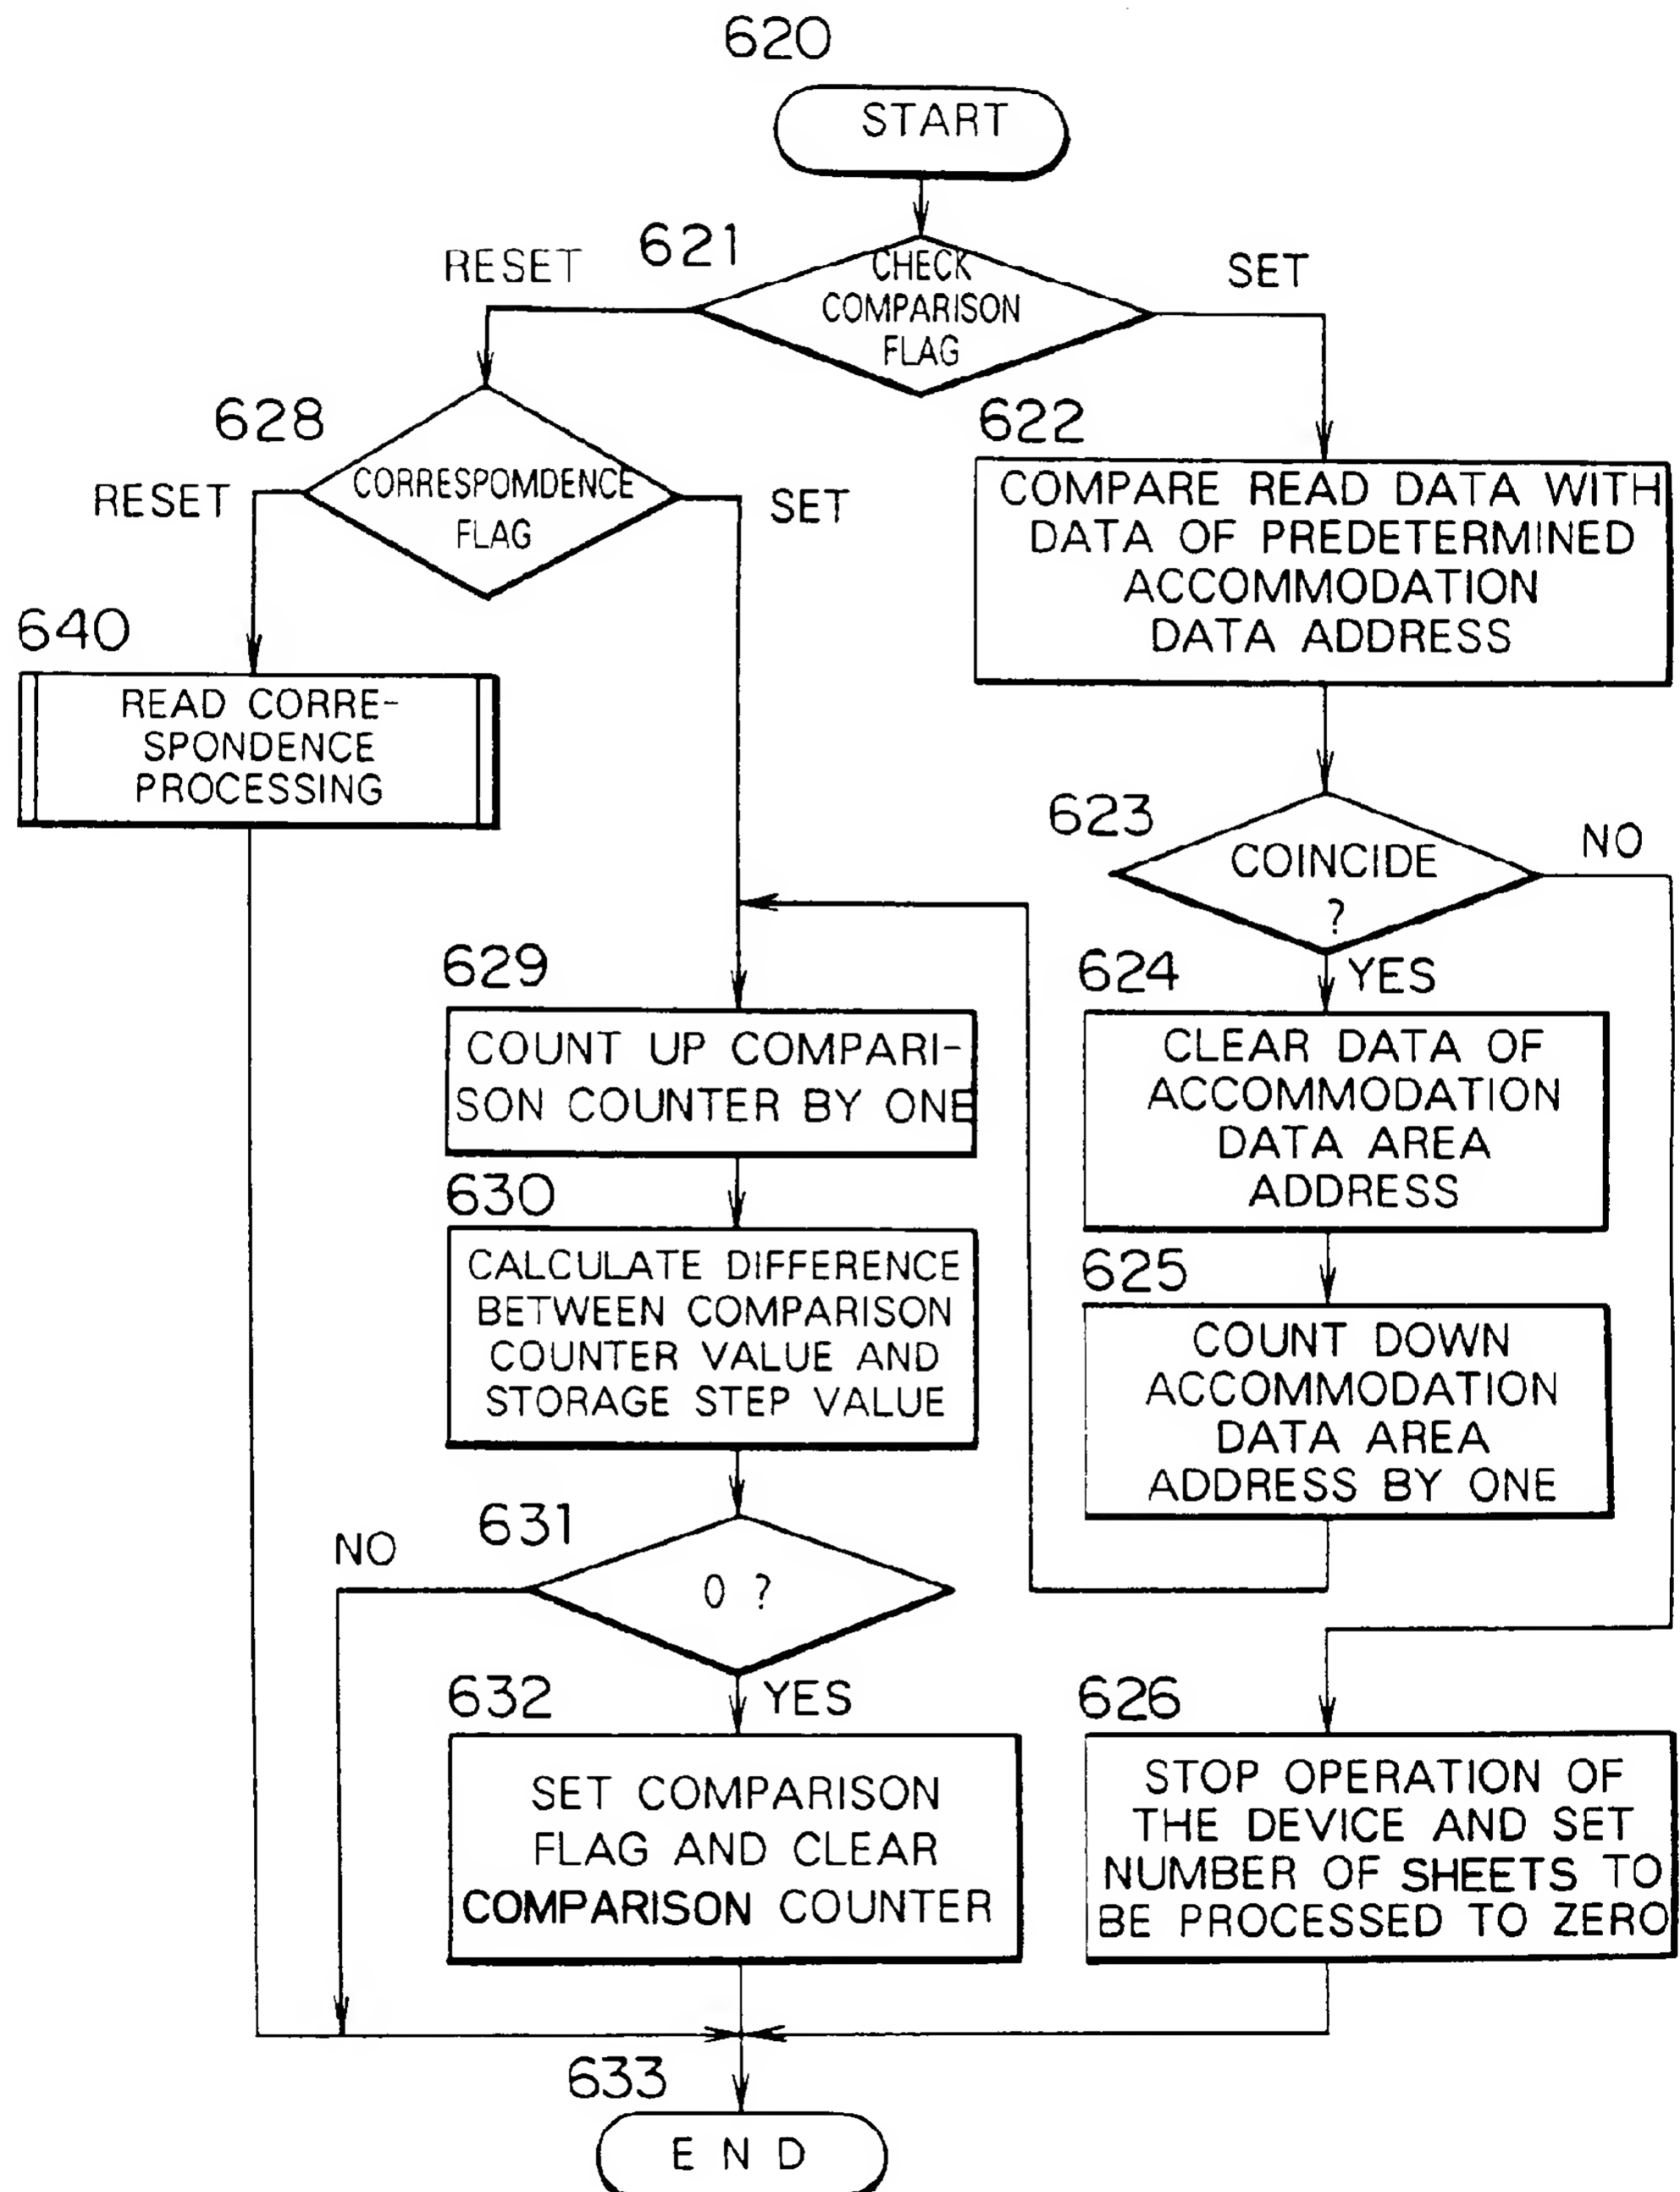 620
START
621
RESET
CHECK
COMPARISON
FLAG
SET
628
RESET
CORRESPOMDENCE
FLAG
SET
622
COMPARE READ DATA WITH
DATA OF PREDETERMINED
ACCOMMODATION
DATA ADDRESS
640
READ CORRE-
SPONDENCE
PROCESSING
623
COINCIDE
?
NO
YES
624
CLEAR DATA OF
ACCOMMODATION
DATA AREA
ADDRESS
625
COUNT DOWN
ACCOMMODATION
DATA AREA
ADDRESS BY ONE
629
COUNT UP COMPARI-
SON COUNTER BY ONE
630
CALCULATE DIFFERENCE
BETWEEN COMPARISON
COUNTER VALUE AND
STORAGE STEP VALUE
631
NO
0 ?
YES
632
SET COMPARISON
FLAG AND CLEAR
COMPARISON COUNTER
626
STOP OPERATION OF
THE DEVICE AND SET
NUMBER OF SHEETS TO
BE PROCESSED TO ZERO
633
END